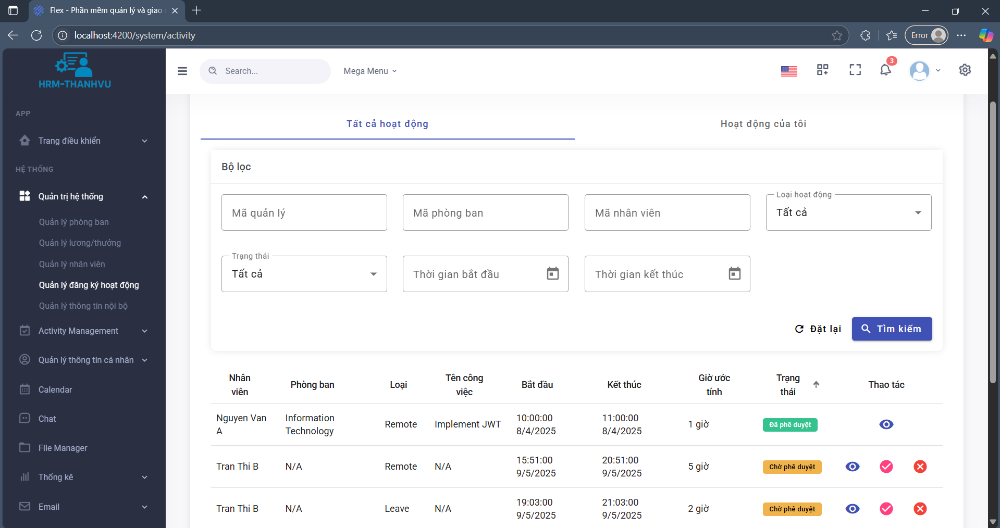 Flex - Phần mềm quản lý và giao
localhost:4200/system/activity
Error
HRM-THANHVU
Search...
Mega Menu
3
APP
Trang điều khiển
HỆ THỐNG
Quản trị hệ thống
Quản lý phòng ban
Quản lý lương/thưởng
Quản lý nhân viên
Quản lý đăng ký hoạt động
Quản lý thông tin nội bộ
Activity Management
Quản lý thông tin cá nhân
Calendar
Chat
File Manager
Thống kê
Email
Tất cả hoạt động
Hoạt động của tôi
Bộ lọc
Mã quản lý
Mã phòng ban
Mã nhân viên
Loại hoạt động
Tất cả
Trạng thái
Tất cả
Thời gian bắt đầu
Thời gian kết thúc
Đặt lại
Tìm kiếm
Nhân viên
Phòng ban
Loại
Tên công việc
Bắt đầu
Kết thúc
Giờ ước tính
Trạng thái
Thao tác
Nguyen Van A
Information Technology
Remote
Implement JWT
10:00:00 8/4/2025
11:00:00 8/4/2025
1 giờ
Đã phê duyệt
Tran Thi B
N/A
Remote
N/A
15:51:00 9/5/2025
20:51:00 9/5/2025
5 giờ
Chờ phê duyệt
Tran Thi B
N/A
Leave
N/A
19:03:00 9/5/2025
21:03:00 9/5/2025
2 giờ
Chờ phê duyệt